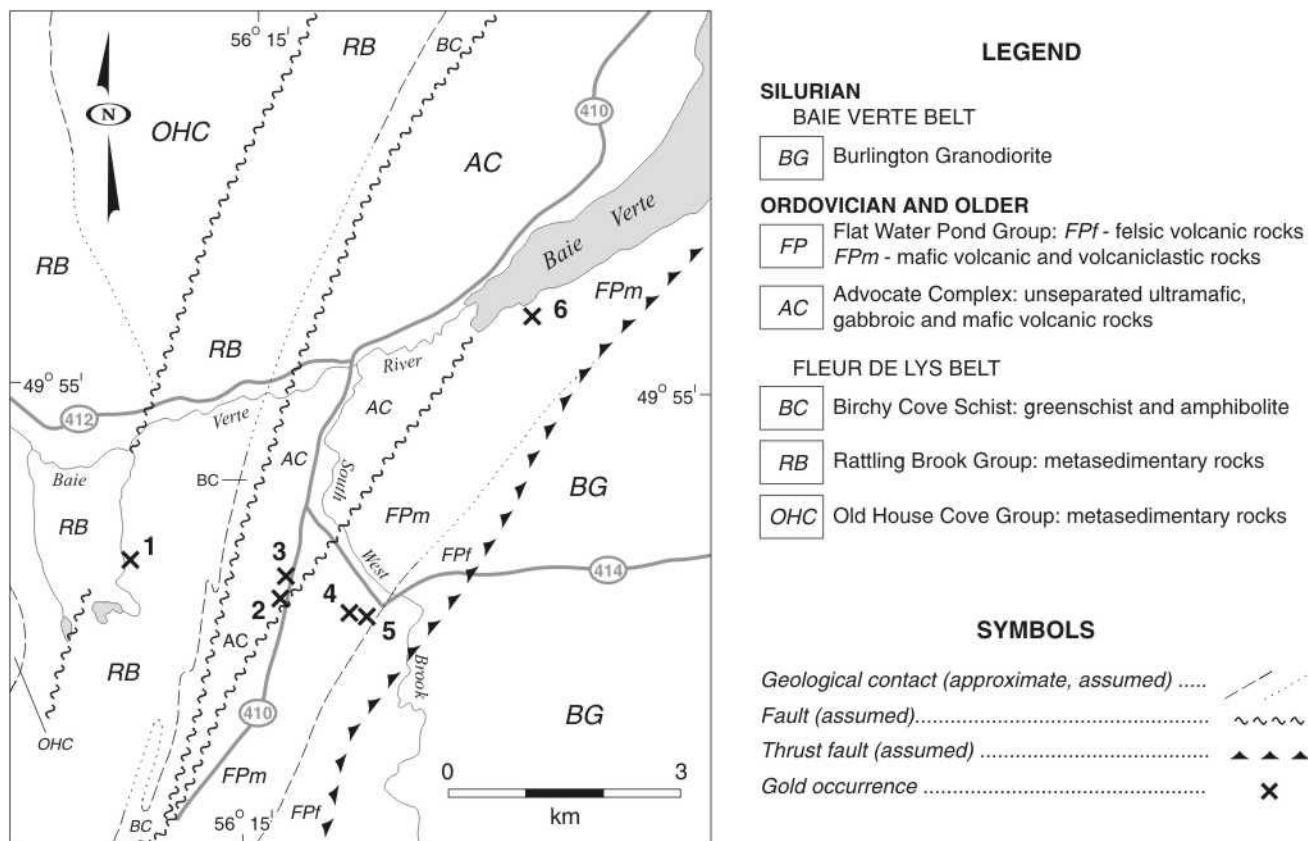 56° 15ˡ
RB
BC
N
OHC
410
AC
Baie Verte
RB
FPm
6
RB
River
49° 55ˡ
49° 55ˡ
412
Verte
AC
BC
AC
South
Baie
RB
FPm
BG
1
3
West
FPf
414
2
4
5
AC
RB
Brook
410
BG
OHC
FPm
0
3
km
BC
56° 15ˡ
FPf
LEGEND
SILURIAN
BAIE VERTE BELT
BG Burlington Granodiorite
ORDOVICIAN AND OLDER
FP Flat Water Pond Group: FPf - felsic volcanic rocks
FPm - mafic volcanic and volcaniclastic rocks
AC Advocate Complex: unseparated ultramafic,
gabbroic and mafic volcanic rocks
FLEUR DE LYS BELT
BC Birchy Cove Schist: greenschist and amphibolite
RB Rattling Brook Group: metasedimentary rocks
OHC Old House Cove Group: metasedimentary rocks
SYMBOLS
Geological contact (approximate, assumed) .....
Fault (assumed)..................................................
Thrust fault (assumed) ........................................
Gold occurrence ................................................